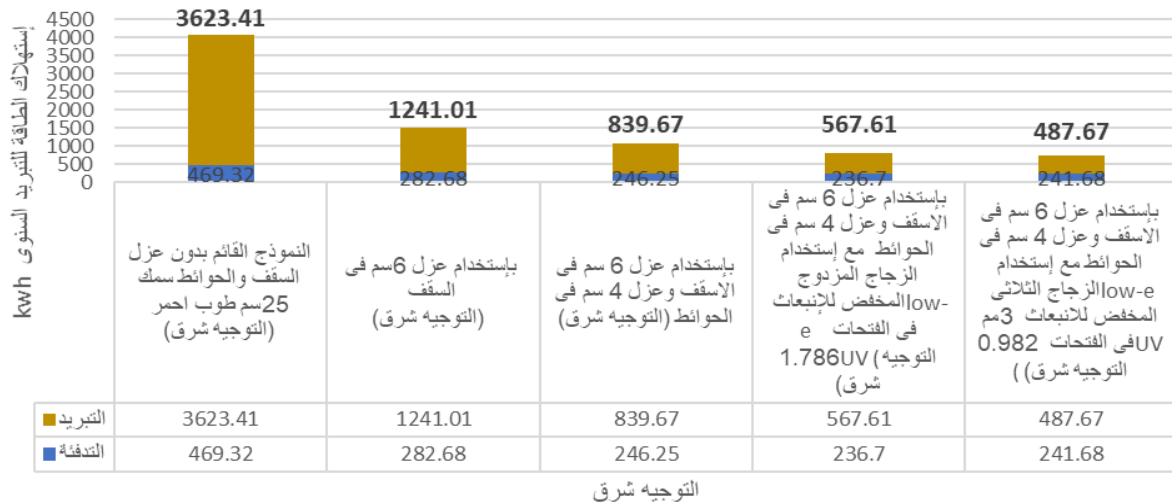 إستهلاك الطاقة للتبريد السنوى kwh
4500
4000
3500
3000
2500
2000
1500
1000
500
0
3623.41
1241.01
839.67
567.61
487.67
469.32
282.68
246.25
236.7
241.68
النموذج القائم بدون عزل
السقف والحوائط سمك
25سم طوب احمر
(التوجيه شرق)
بإستخدام عزل 6سم فى
السقف
(التوجيه شرق)
بإستخدام عزل 6 سم فى
الاسقف وعزل 4 سم فى
الحوائط (التوجيه شرق)
بإستخدام عزل 6 سم فى
الاسقف وعزل 4 سم فى
الحوائط مع إستخدام
الزجاج المزدوج
المخفض للإنبعاث low-
e فى الفتحات
1.786UV (التوجيه
شرق)
بإستخدام عزل 6 سم فى
الاسقف وعزل 4 سم فى
الحوائط مع إستخدام
الزجاج الثلاثى low-e
المخفض للانبعاث 3مم
فى الفتحات UV 0.982
( (التوجيه شرق
التبريد 3623.41 1241.01 839.67 567.61 487.67
التدفئة 469.32 282.68 246.25 236.7 241.68
التوجيه شرق